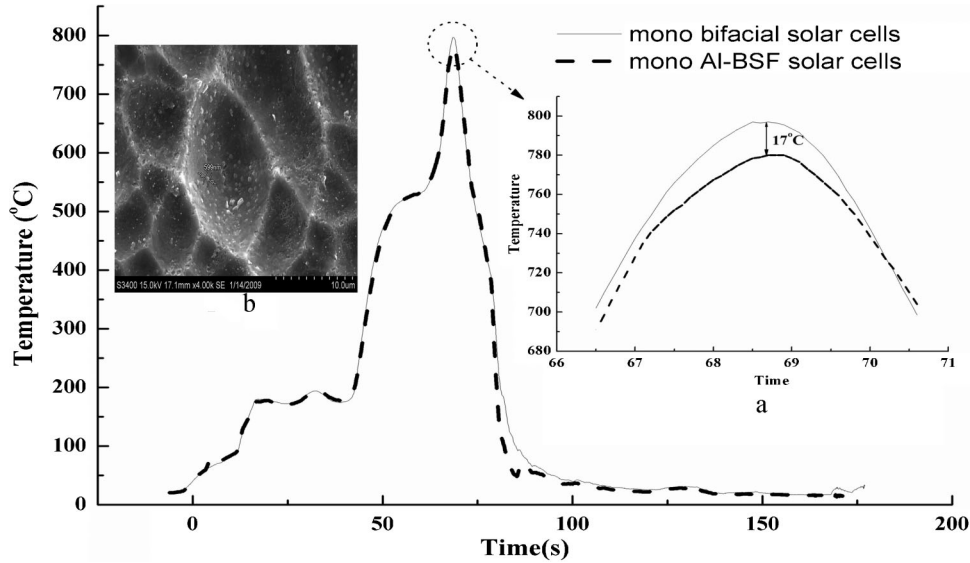 mono bifacial solar cells
mono Al-BSF solar cells
Temperature (°C)
800
700
600
500
400
300
200
100
0
0
50
100
150
200
Time(s)
S3400 15.0kV 17.1mm x4.00k SE 1/14/2009
10.0um
b
Temperature
800
780
760
740
720
700
680
17°C
66
67
68
69
70
71
Time
a